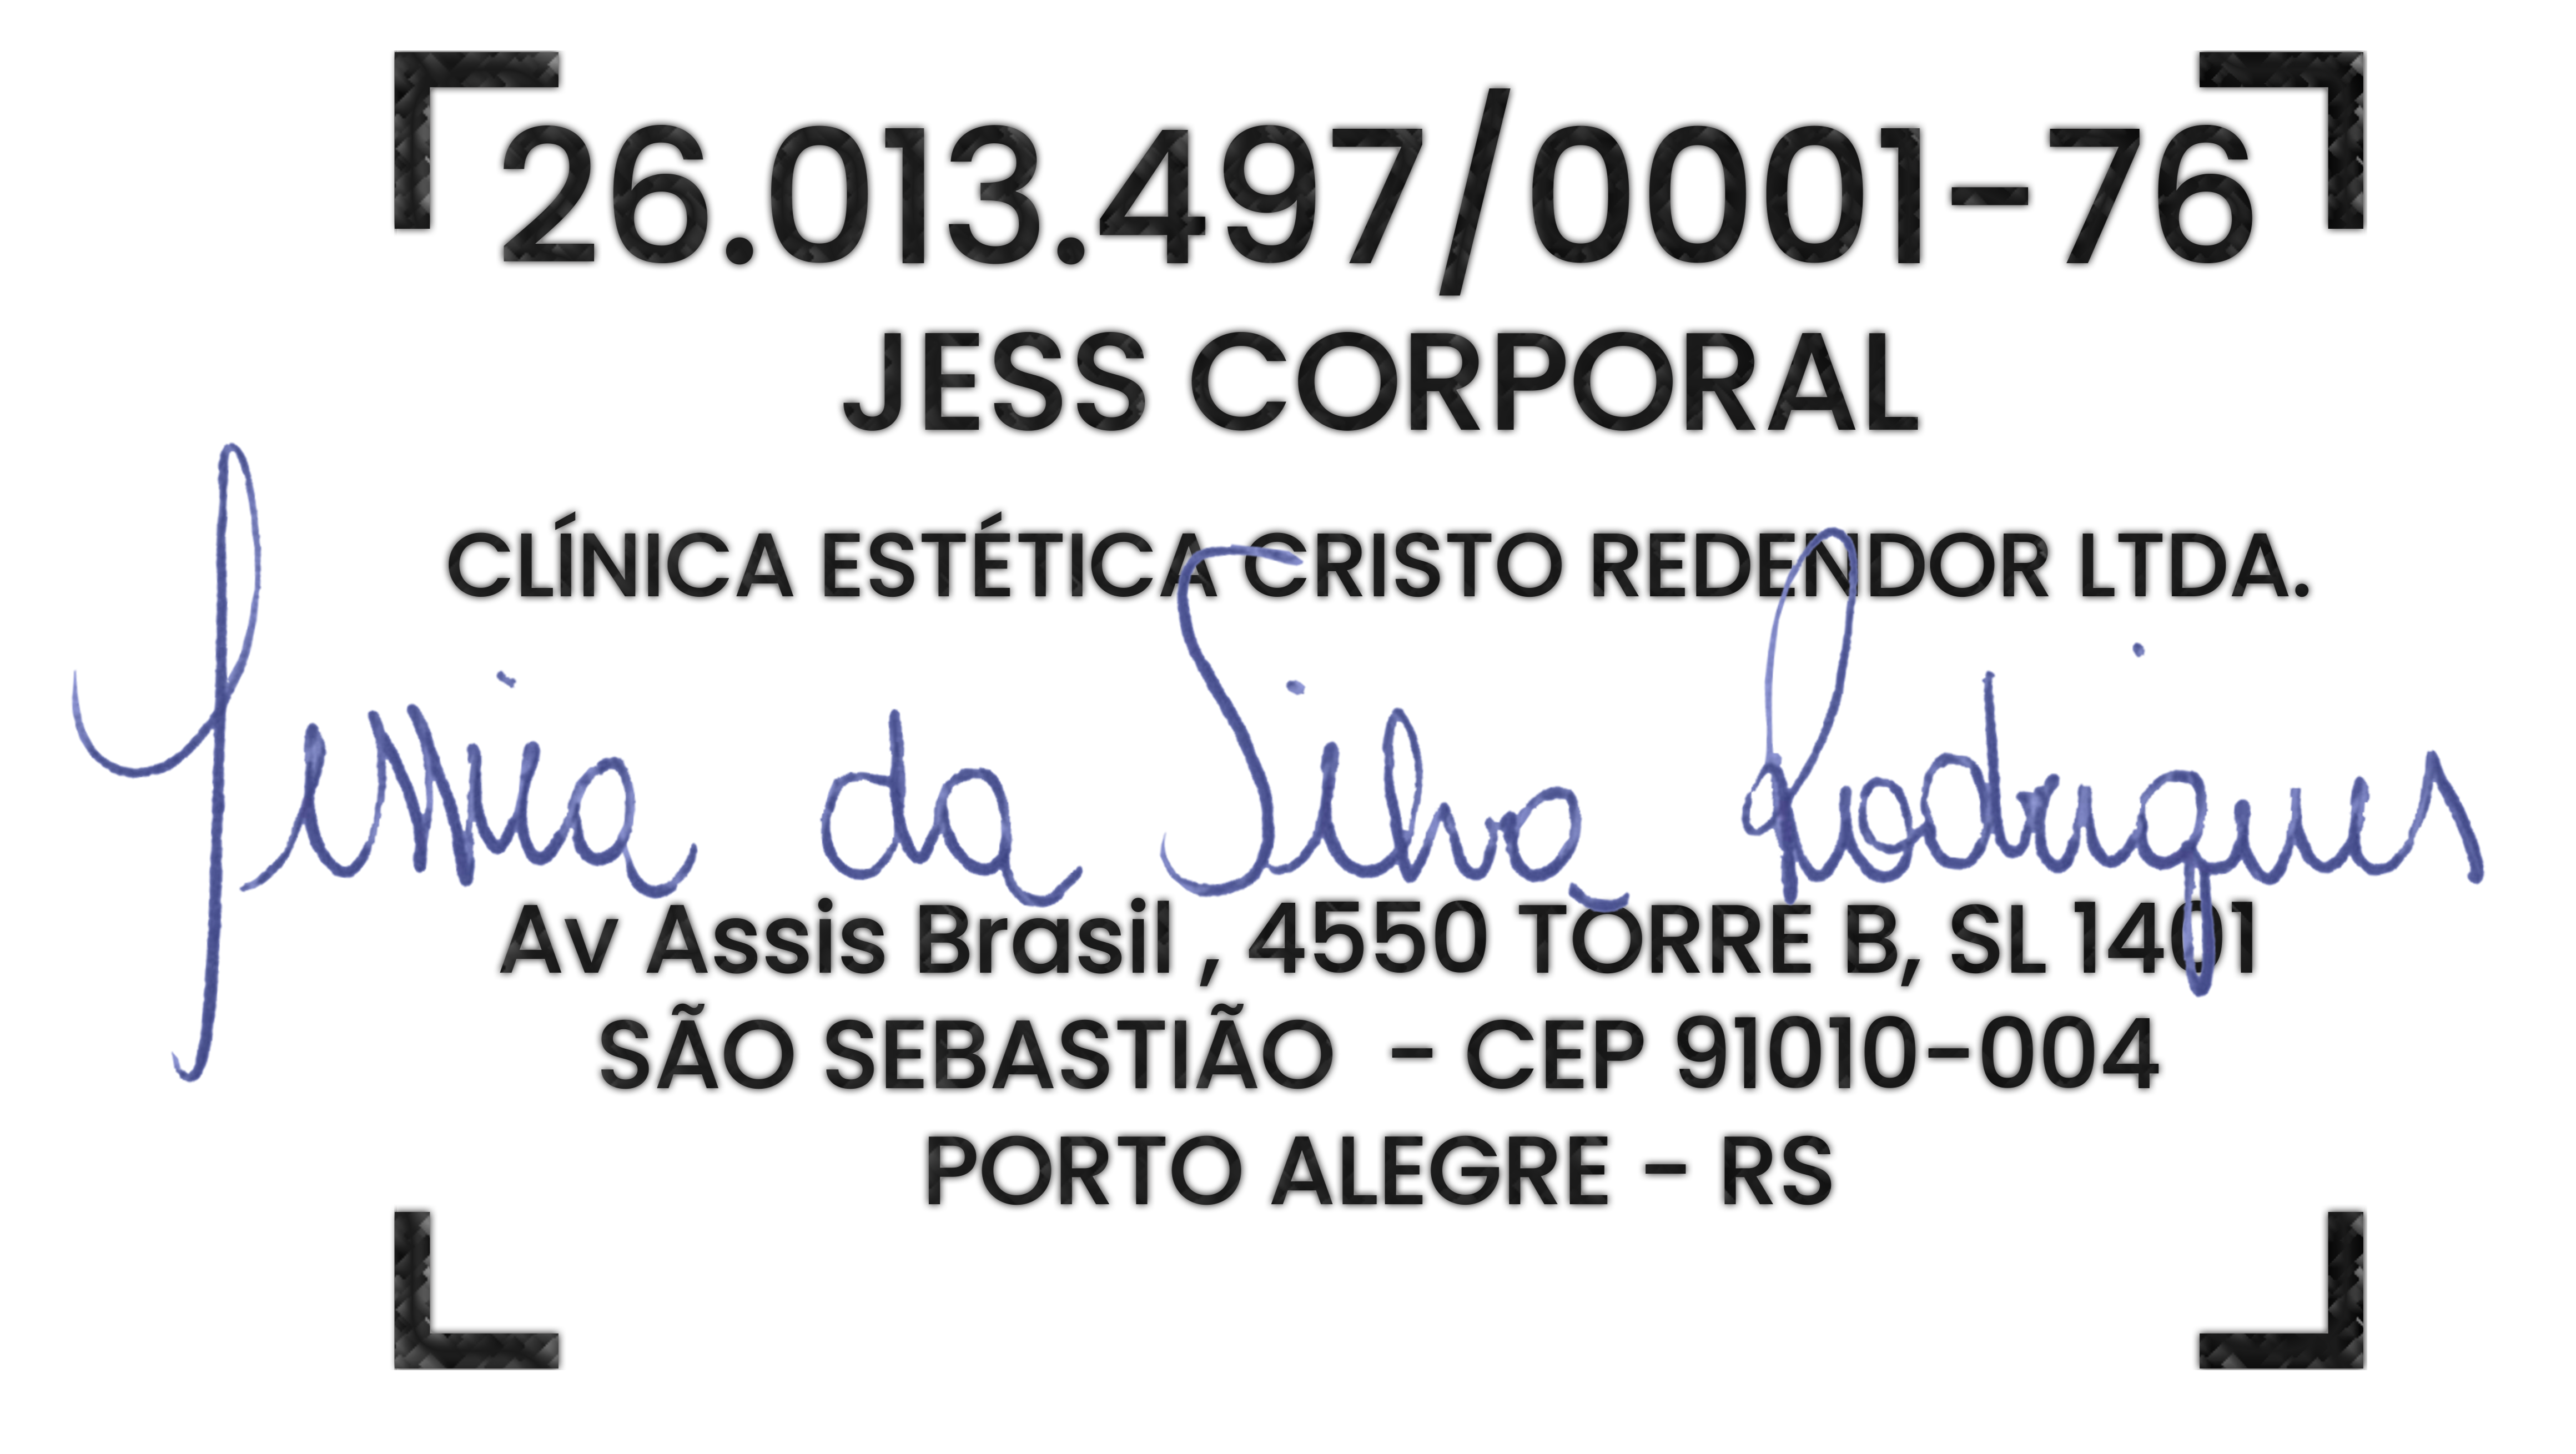 26.013.497/0001-76
JESS CORPORAL
CLÍNICA ESTÉTICA CRISTO REDENDOR LTDA.
Jessica da Silva Rodrigues
Av Assis Brasil , 4550 TORRE B, SL 1401
SÃO SEBASTIÃO - CEP 91010-004
PORTO ALEGRE - RS